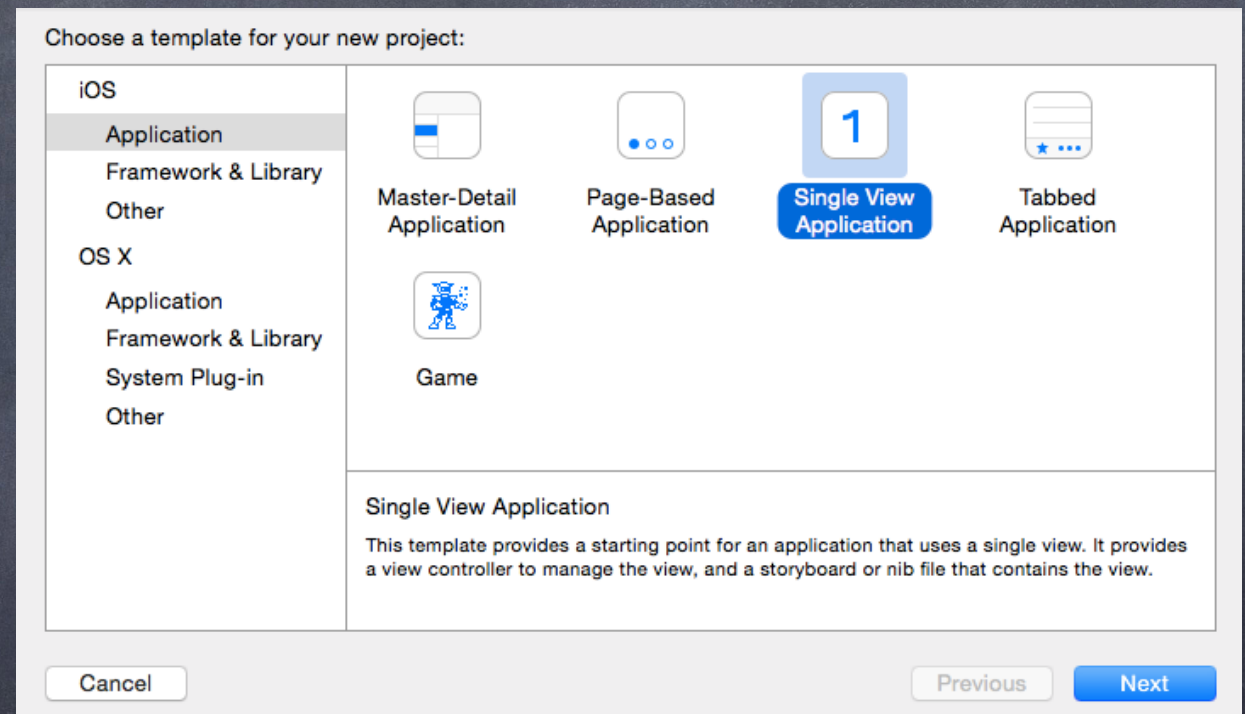 Choose a template for your new project:
iOS
Application
Framework & Library
Other
OS X
Application
Framework & Library
System Plug-in
Other
Master-Detail
Application
Page-Based
Application
1
Single View
Application
Tabbed
Application
Game
Single View Application
This template provides a starting point for an application that uses a single view. It provides
a view controller to manage the view, and a storyboard or nib file that contains the view.
Cancel
Previous
Next